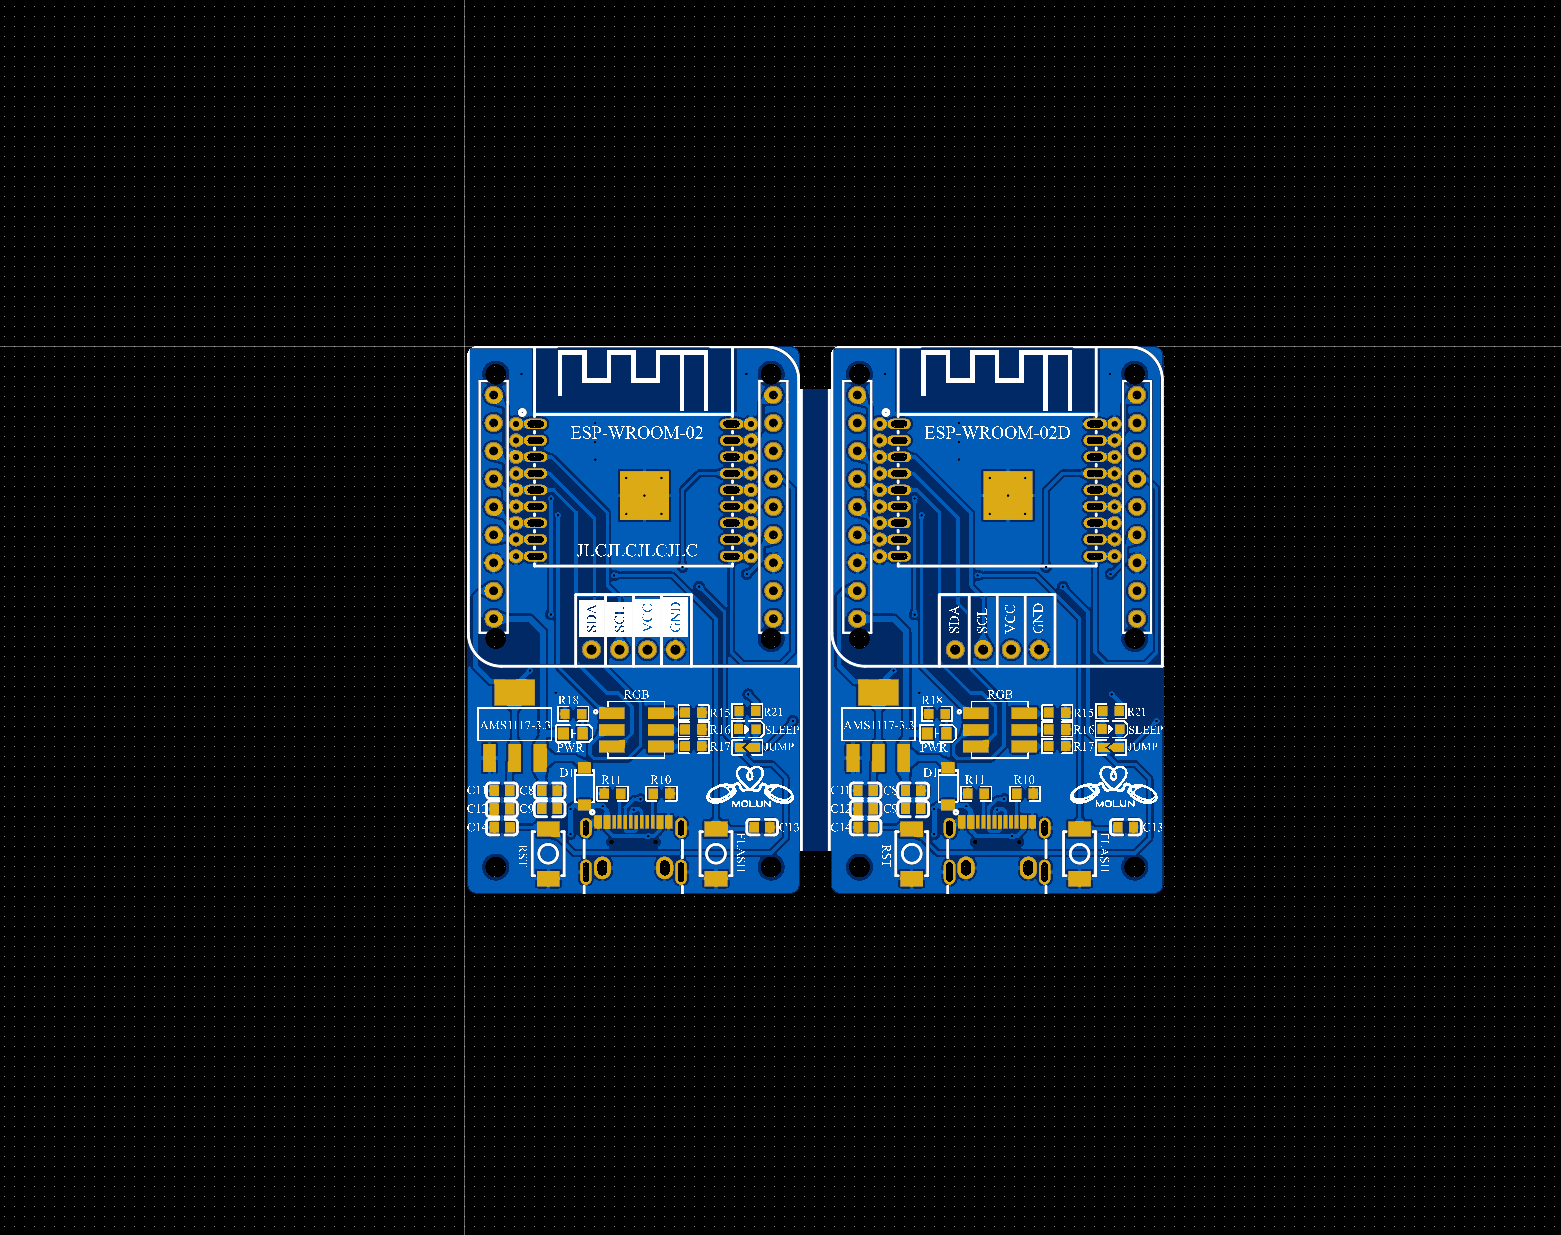 ESP-WROOM-02
JLCJLCJLCJLC
SDA
SCL
VCC
GND
R18
RGB
AMS1117-3.3
PWR
R15
R16
R17
R21
SLEEP
JUMP
D1
R11
R10
C11
C8
C12
C9
C14
MOLUN
C13
RST
FLASH
ESP-WROOM-02D
SDA
SCL
VCC
GND
R18
RGB
AMS1117-3.3
PWR
R15
R16
R17
R21
SLEEP
JUMP
D1
R11
R10
C11
C8
C12
C9
C14
MOLUN
C13
RST
FLASH